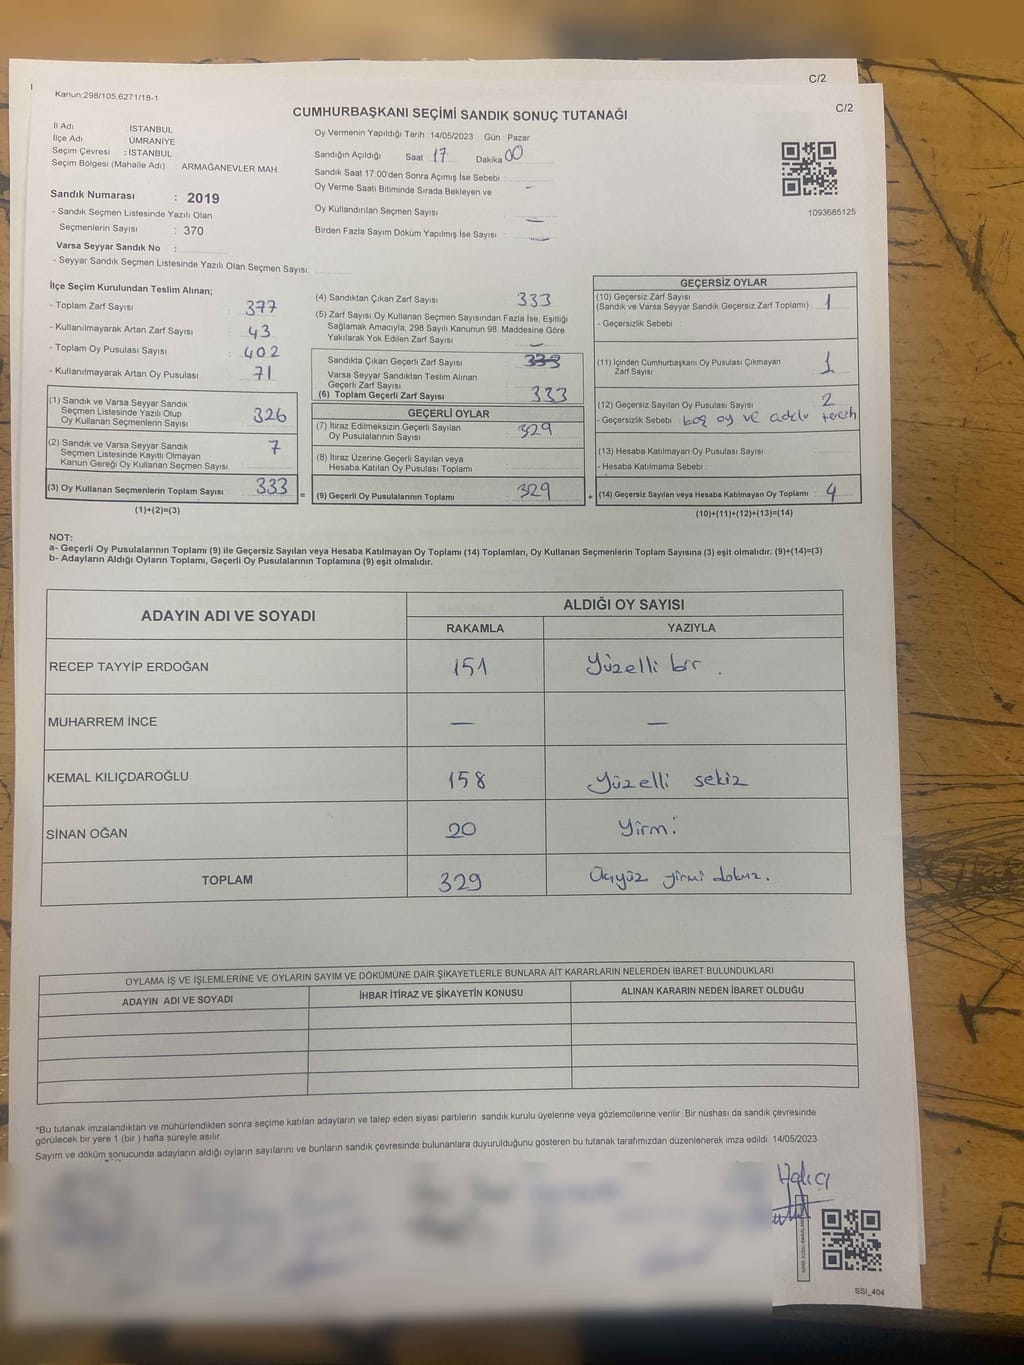 C/2
C/2
Kanun:298/105;6271/18-1
CUMHURBAŞKANI SEÇİMİ SANDIK SONUÇ TUTANAĞI
İl Adı : İSTANBUL
İlçe Adı : ÜMRANİYE
Seçim Çevresi : İSTANBUL
Seçim Bölgesi (Mahalle Adı) : ARMAĞANEVLER MAH
Sandık Numarası : 2019
- Sandık Seçmen Listesinde Yazılı Olan
Seçmenlerin Sayısı : 370
Varsa Seyyar Sandık No :
- Seyyar Sandık Seçmen Listesinde Yazılı Olan Seçmen Sayısı:
Oy Vermenin Yapıldığı Tarih : 14/05/2023 Gün : Pazar
Sandığın Açıldığı Saat 17 Dakika 00
Sandık Saat 17:00'den Sonra Açımış İse Sebebi :
Oy Verme Saati Bitiminde Sırada Bekleyen ve
Oy Kullandırılan Seçmen Sayısı : —
Birden Fazla Sayım Döküm Yapılmış İse Sayısı : —
1093685125
İlçe Seçim Kurulundan Teslim Alınan;
- Toplam Zarf Sayısı : 377
- Kullanılmayarak Artan Zarf Sayısı : 43
- Toplam Oy Pusulası Sayısı : 402
- Kullanılmayarak Artan Oy Pusulası : 71
(1) Sandık ve Varsa Seyyar Sandık
Seçmen Listesinde Yazılı Olup
Oy Kullanan Seçmenlerin Sayısı : 326
(2) Sandık ve Varsa Seyyar Sandık
Seçmen Listesinde Kayıtlı Olmayan
Kanun Gereği Oy Kullanan Seçmen Sayısı : 7
(3) Oy Kullanan Seçmenlerin Toplam Sayısı : 333 =
(1)+(2)=(3)
(4) Sandıktan Çıkan Zarf Sayısı : 333
(5) Zarf Sayısı Oy Kullanan Seçmen Sayısından Fazla İse, Eşitliği
Sağlamak Amacıyla; 298 Sayılı Kanunun 98. Maddesine Göre
Yakılarak Yok Edilen Zarf Sayısı : —
Sandıkta Çıkan Geçerli Zarf Sayısı : 333
Varsa Seyyar Sandıktan Teslim Alınan
Geçerli Zarf Sayısı :
(6) Toplam Geçerli Zarf Sayısı : 333
GEÇERLİ OYLAR
(7) İtiraz Edilmeksizin Geçerli Sayılan
Oy Pusulalarının Sayısı : 329
(8) İtiraz Üzerine Geçerli Sayılan veya
Hesaba Katılan Oy Pusulası Toplamı :
(9) Geçerli Oy Pusulalarının Toplamı : 329 +
GEÇERSİZ OYLAR
(10) Geçersiz Zarf Sayısı
(Sandık ve Varsa Seyyar Sandık Geçersiz Zarf Toplamı) : 1
- Geçersizlik Sebebi :
(11) İçinden Cumhurbaşkanı Oy Pusulası Çıkmayan
Zarf Sayısı : 1
(12) Geçersiz Sayılan Oy Pusulası Sayısı : 2
- Geçersizlik Sebebi : boş oy ve tercih
(13) Hesaba Katılmayan Oy Pusulası Sayısı :
- Hesaba Katılmama Sebebi :
(14) Geçersiz Sayılan veya Hesaba Katılmayan Oy Toplamı : 4
(10)+(11)+(12)+(13)=(14)
NOT:
a- Geçerli Oy Pusulalarının Toplamı (9) ile Geçersiz Sayılan veya Hesaba Katılmayan Oy Toplamı (14) Toplamları, Oy Kullanan Seçmenlerin Toplam Sayısına (3) eşit olmalıdır. (9)+(14)=(3)
b- Adayların Aldığı Oyların Toplamı, Geçerli Oy Pusulalarının Toplamına (9) eşit olmalıdır.
ADAYIN ADI VE SOYADI ALDIĞI OY SAYISI
RAKAMLA YAZIYLA
RECEP TAYYİP ERDOĞAN 151 Yüzelli bir.
MUHARREM İNCE — —
KEMAL KILIÇDAROĞLU 158 Yüzelli sekiz
SİNAN OĞAN 20 Yirmi
TOPLAM 329 Üçyüz yirmi dokuz.
OYLAMA İŞ VE İŞLEMLERİNE VE OYLARIN SAYIM VE DÖKÜMÜNE DAİR ŞİKAYETLERLE BUNLARA AİT KARARLARIN NELERDEN İBARET BULUNDUKLARI
ADAYIN ADI VE SOYADI İHBAR İTİRAZ VE ŞİKAYETİN KONUSU ALINAN KARARIN NEDEN İBARET OLDUĞU
*Bu tutanak imzalandıktan ve mühürlendikten sonra seçime katılan adayların ve talep eden siyasi partilerin sandık kurulu üyelerine veya gözlemcilerine verilir. Bir nüshası da sandık çevresinde
görülecek bir yere 1 (bir) hafta süreyle asılır.
Sayım ve döküm sonucunda adayların aldığı oyların sayılarını ve bunların sandık çevresinde bulunanlara duyurulduğunu gösteren bu tutanak tarafımızdan düzenlenerek imza edildi. 14/05/2023
SSI_404